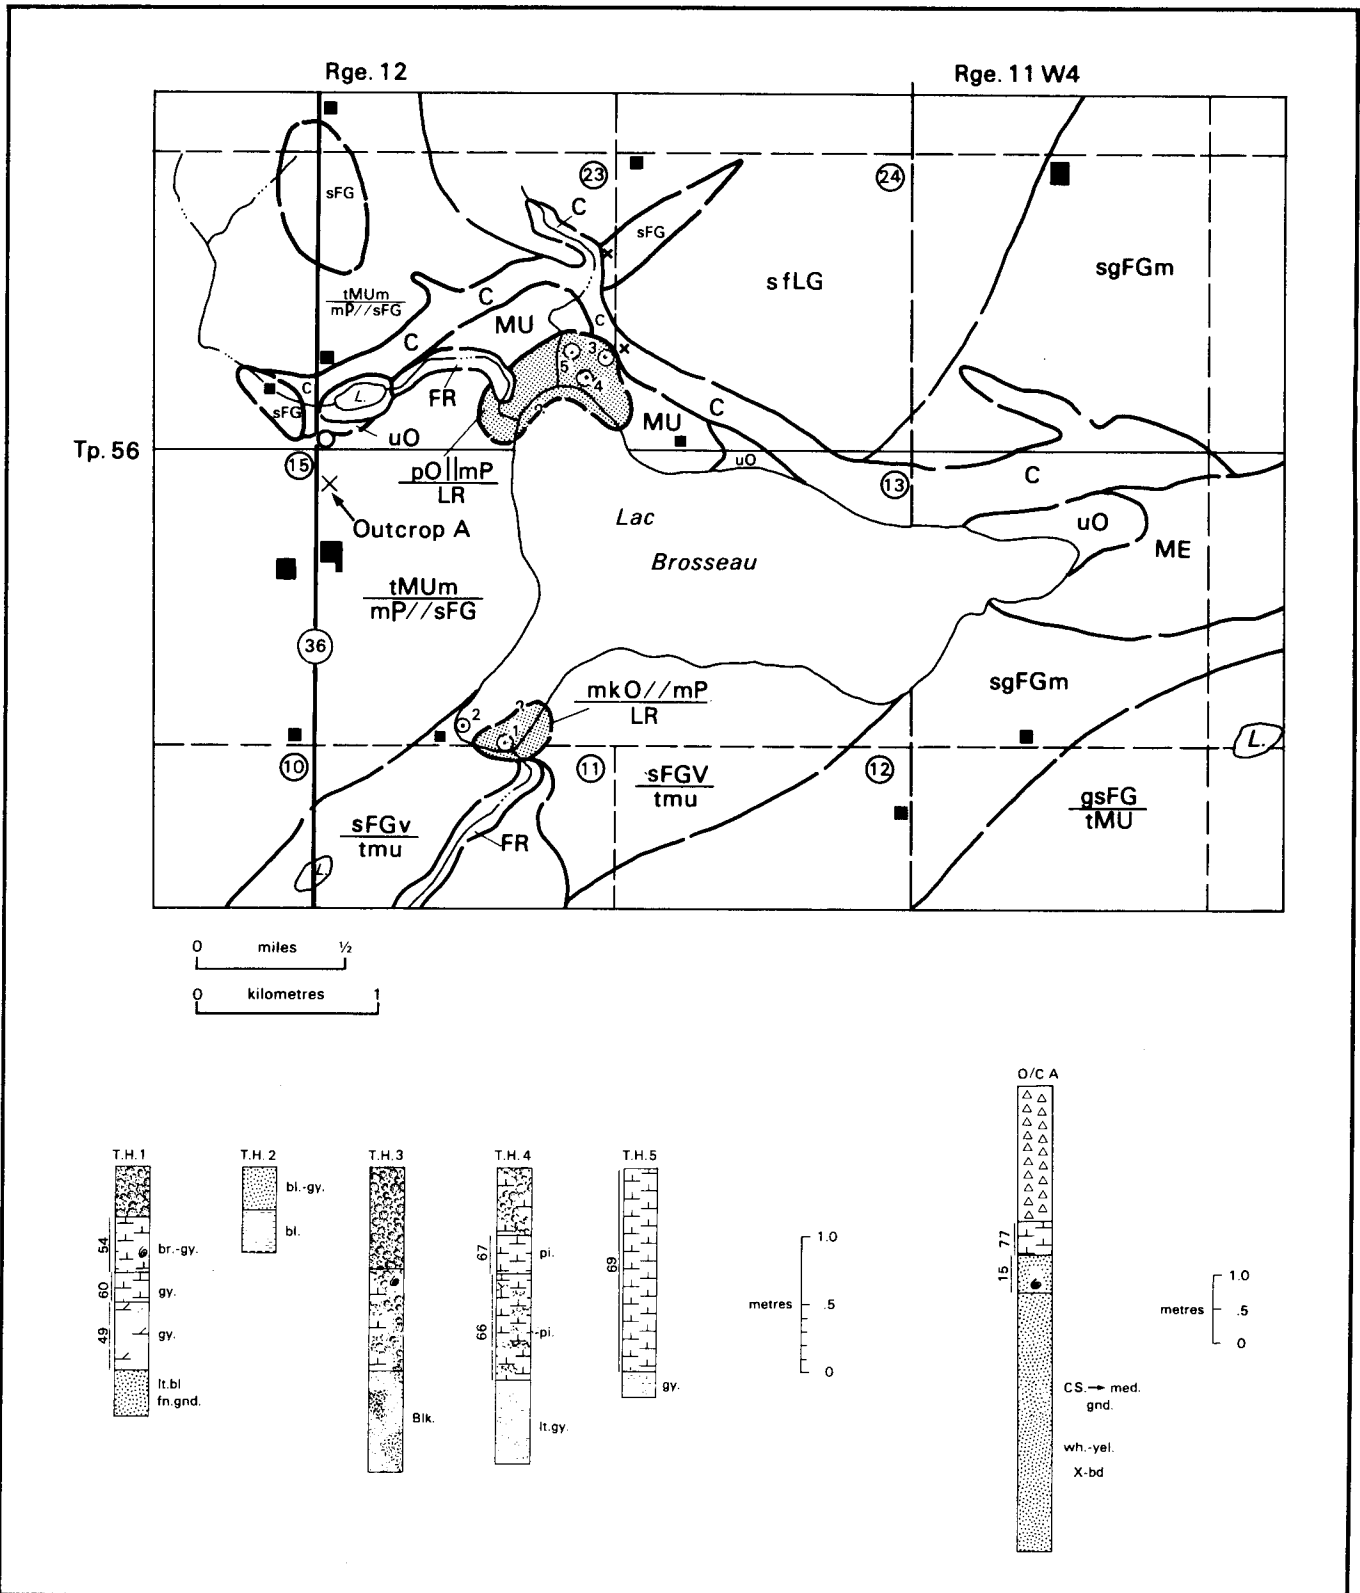 Rge. 12
Rge. 11 W4
23
24
C
sFG
sFG
sfLG
sgFGm
tMUm
mP//sFG
C
MU
C
C
3
5
4
C
L.
sFG
FR
?
uO
MU
C
uO
Tp. 56
15
pO||mP
LR
13
C
Outcrop A
Lac
Brosseau
uO
ME
tMUm
mP//sFG
36
mkO//mP
LR
sgFGm
2
?
1
L.
10
11
12
sFGV
tmu
gsFG
tMU
sFGv
tmu
FR
L.
0 miles ½
0 kilometres 1
O/C A
T.H.1
T.H.2
T.H.3
T.H.4
T.H.5
bl.-gy.
bl.
54
br.-gy.
60
gy.
49
gy.
lt.bl
fn.gnd.
Blk.
67
pi.
66
pi.
lt.gy.
69
gy.
1.0
metres .5
0
77
15
1.0
metres .5
0
CS.→ med.
gnd.
wh.-yel.
X-bd